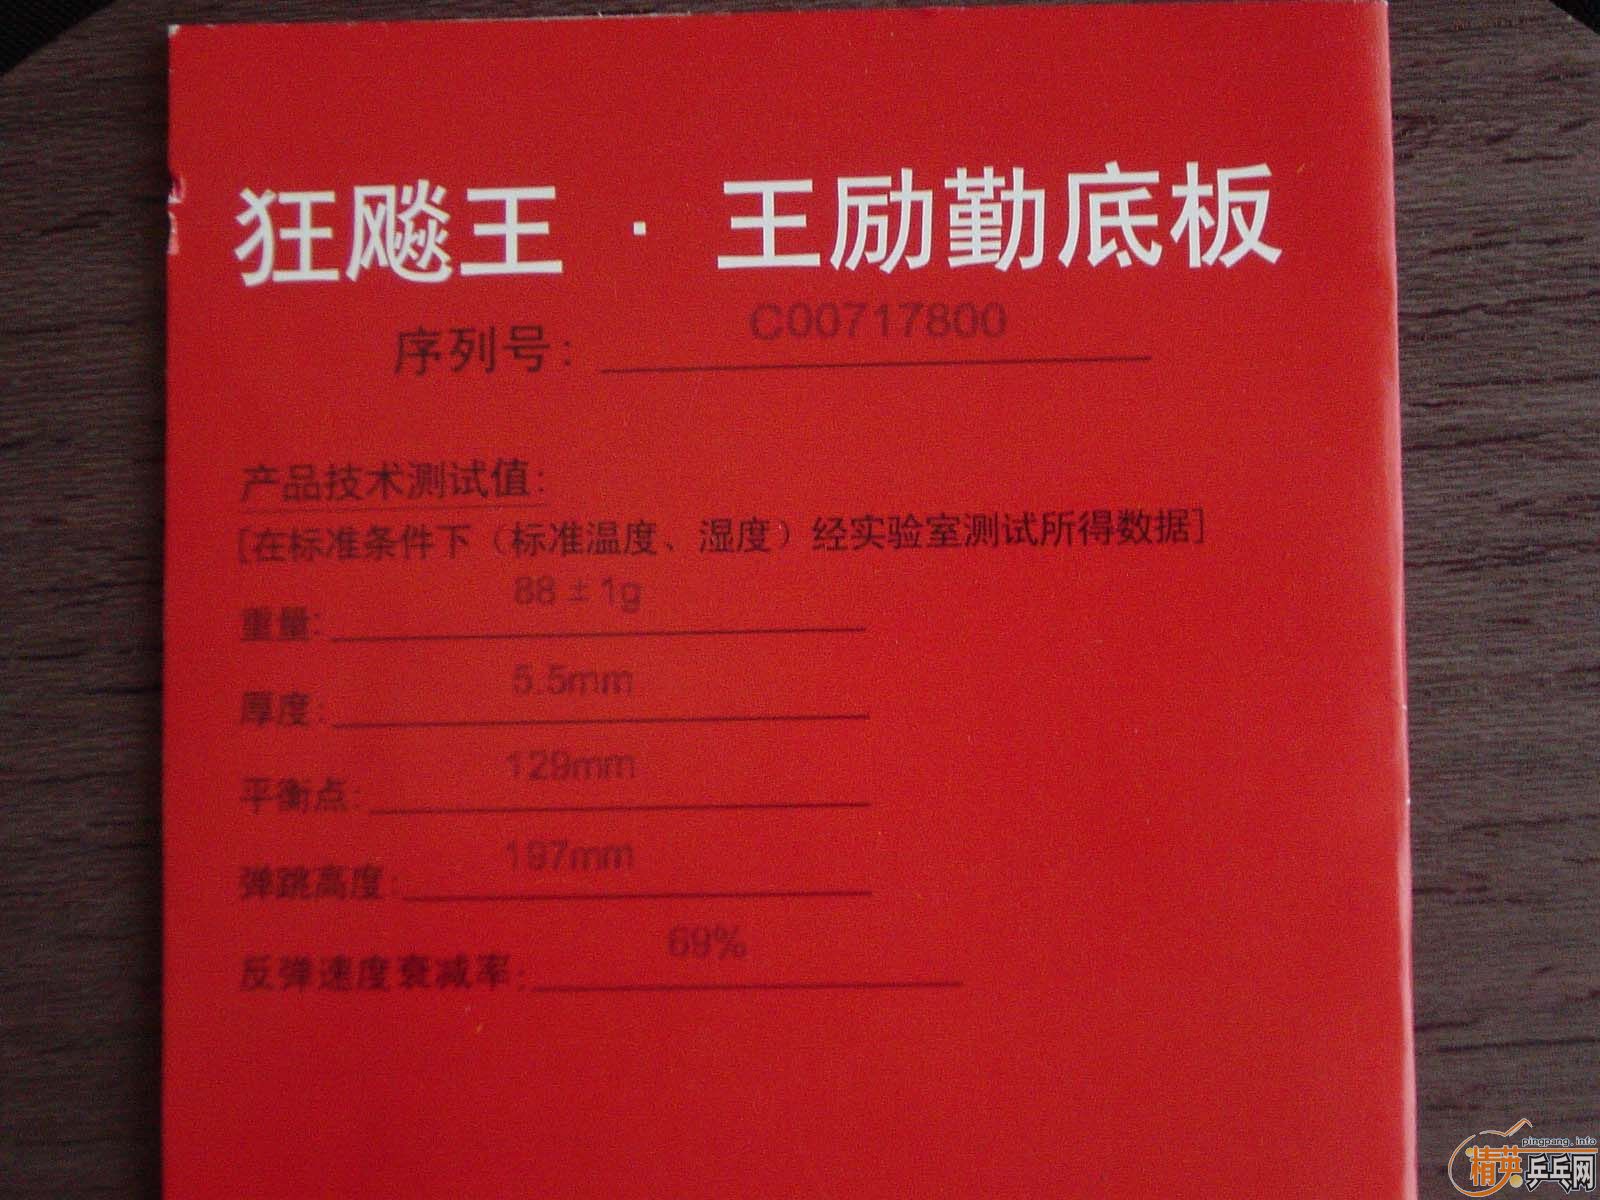 狂飚王 · 王励勤底板
序列号: C00717800
产品技术测试值:
[在标准条件下（标准温度、湿度）经实验室测试所得数据]
重量: 88 ± 1g
厚度: 5.5mm
平衡点: 129mm
弹跳高度: 197mm
反弹速度衰减率: 69%
pingpang.info
精英乒乓网